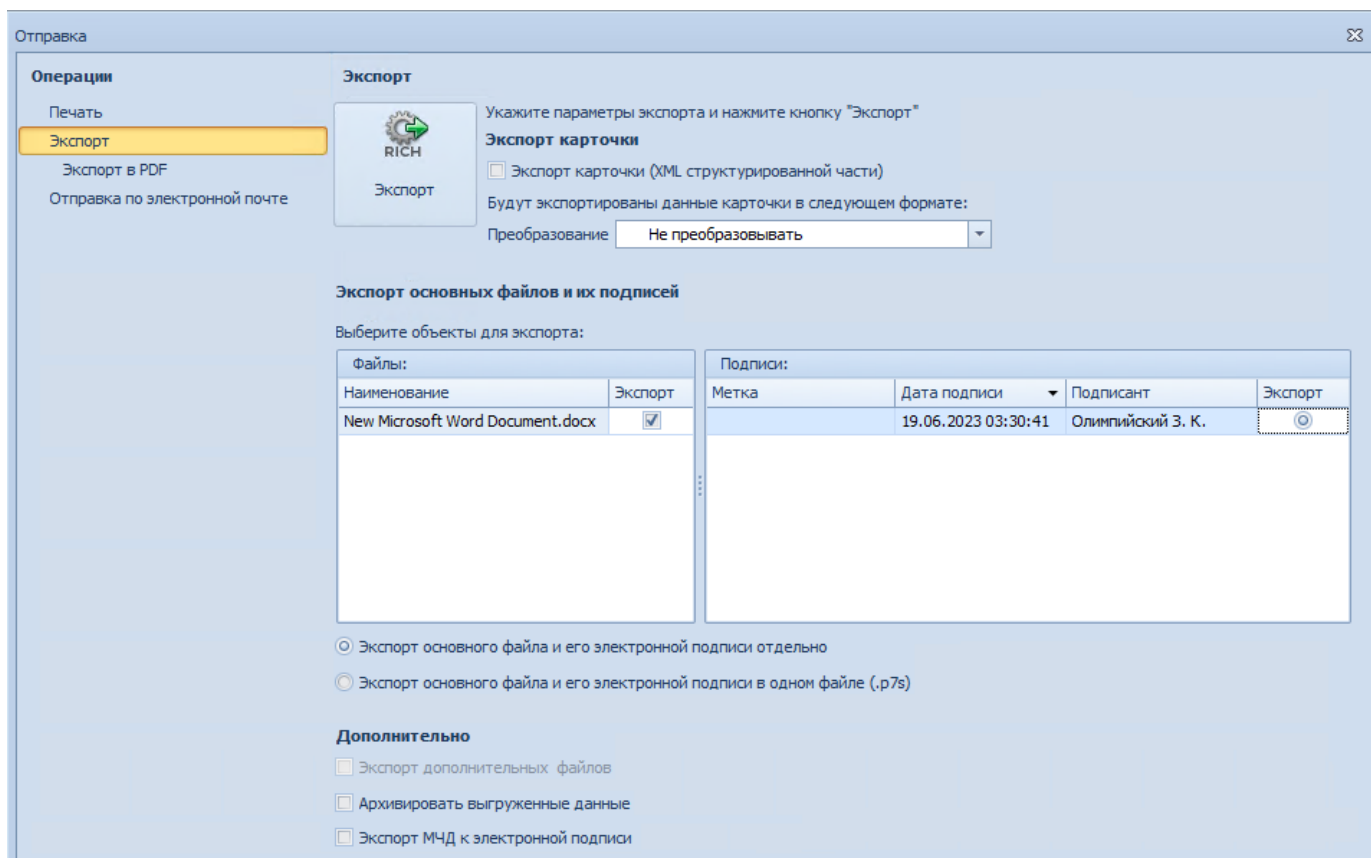 Отправка
Операции
Печать
Экспорт
Экспорт в PDF
Отправка по электронной почте
Экспорт
RICH
Экспорт
Укажите параметры экспорта и нажмите кнопку "Экспорт"
Экспорт карточки
Экспорт карточки (XML структурированной части)
Будут экспортированы данные карточки в следующем формате:
Преобразование Не преобразовывать
Экспорт основных файлов и их подписей
Выберите объекты для экспорта:
Файлы:
Наименование Экспорт
New Microsoft Word Document.docx
Подписи:
Метка Дата подписи Подписант Экспорт
19.06.2023 03:30:41 Олимпийский З. К.
Экспорт основного файла и его электронной подписи отдельно
Экспорт основного файла и его электронной подписи в одном файле (.p7s)
Дополнительно
Экспорт дополнительных файлов
Архивировать выгруженные данные
Экспорт МЧД к электронной подписи